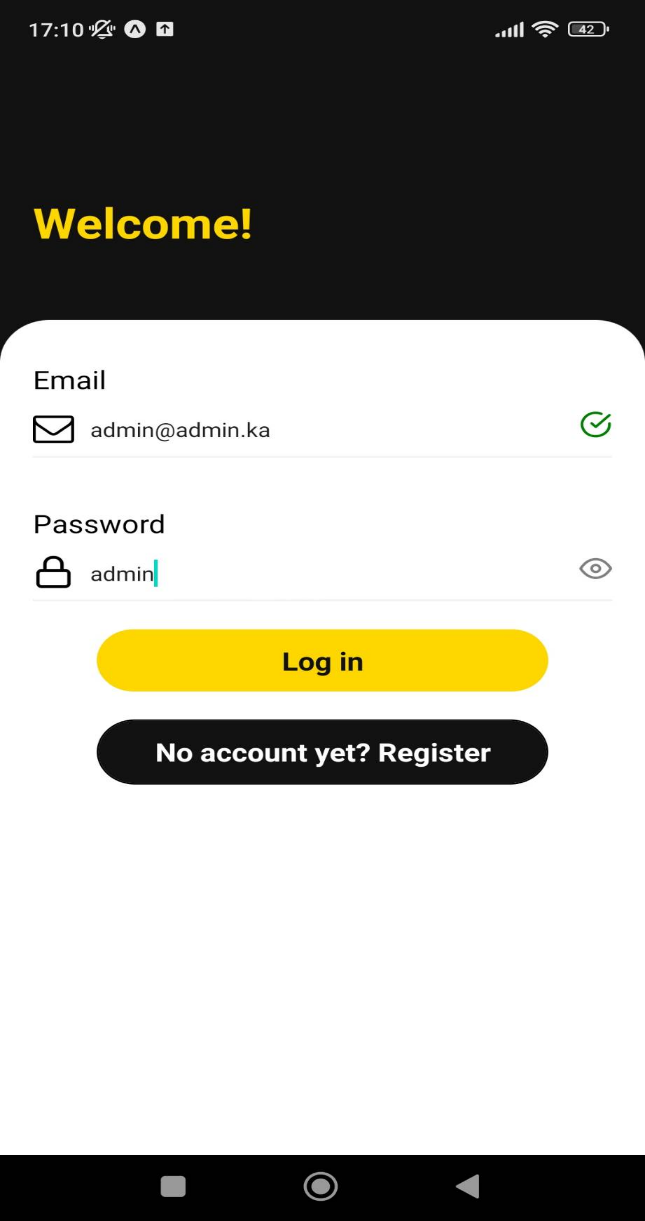 17:10
42
Welcome!
Email
admin@admin.ka
Password
admin
Log in
No account yet? Register